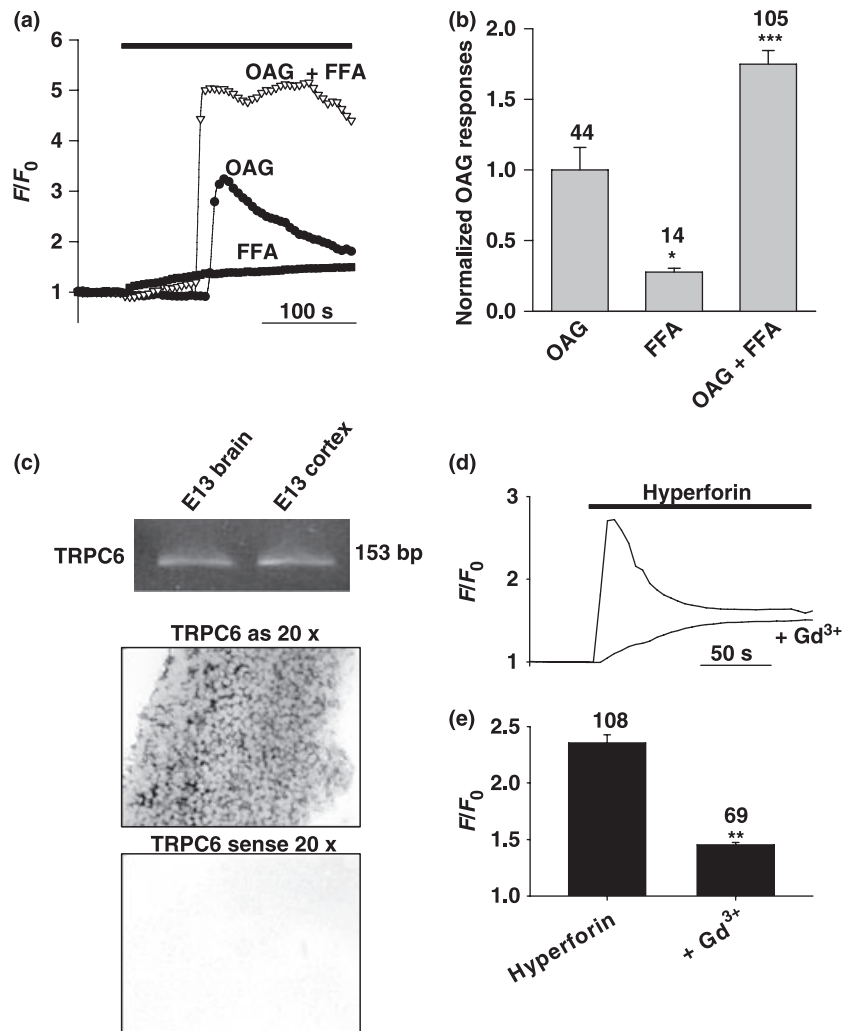 (a)
6
5
4
3
2
1
F/F0
OAG + FFA
OAG
FFA
100 s
(b)
2.0
1.5
1.0
0.5
0.0
Normalized OAG responses
44
14
*
105
***
OAG
FFA
OAG + FFA
(c)
E13 brain
E13 cortex
TRPC6
153 bp
TRPC6 as 20 x
TRPC6 sense 20 x
(d)
3
2
1
F/F0
Hyperforin
+ Gd3+
50 s
(e)
2.5
2.0
1.5
1.0
F/F0
108
69
**
Hyperforin
+ Gd3+